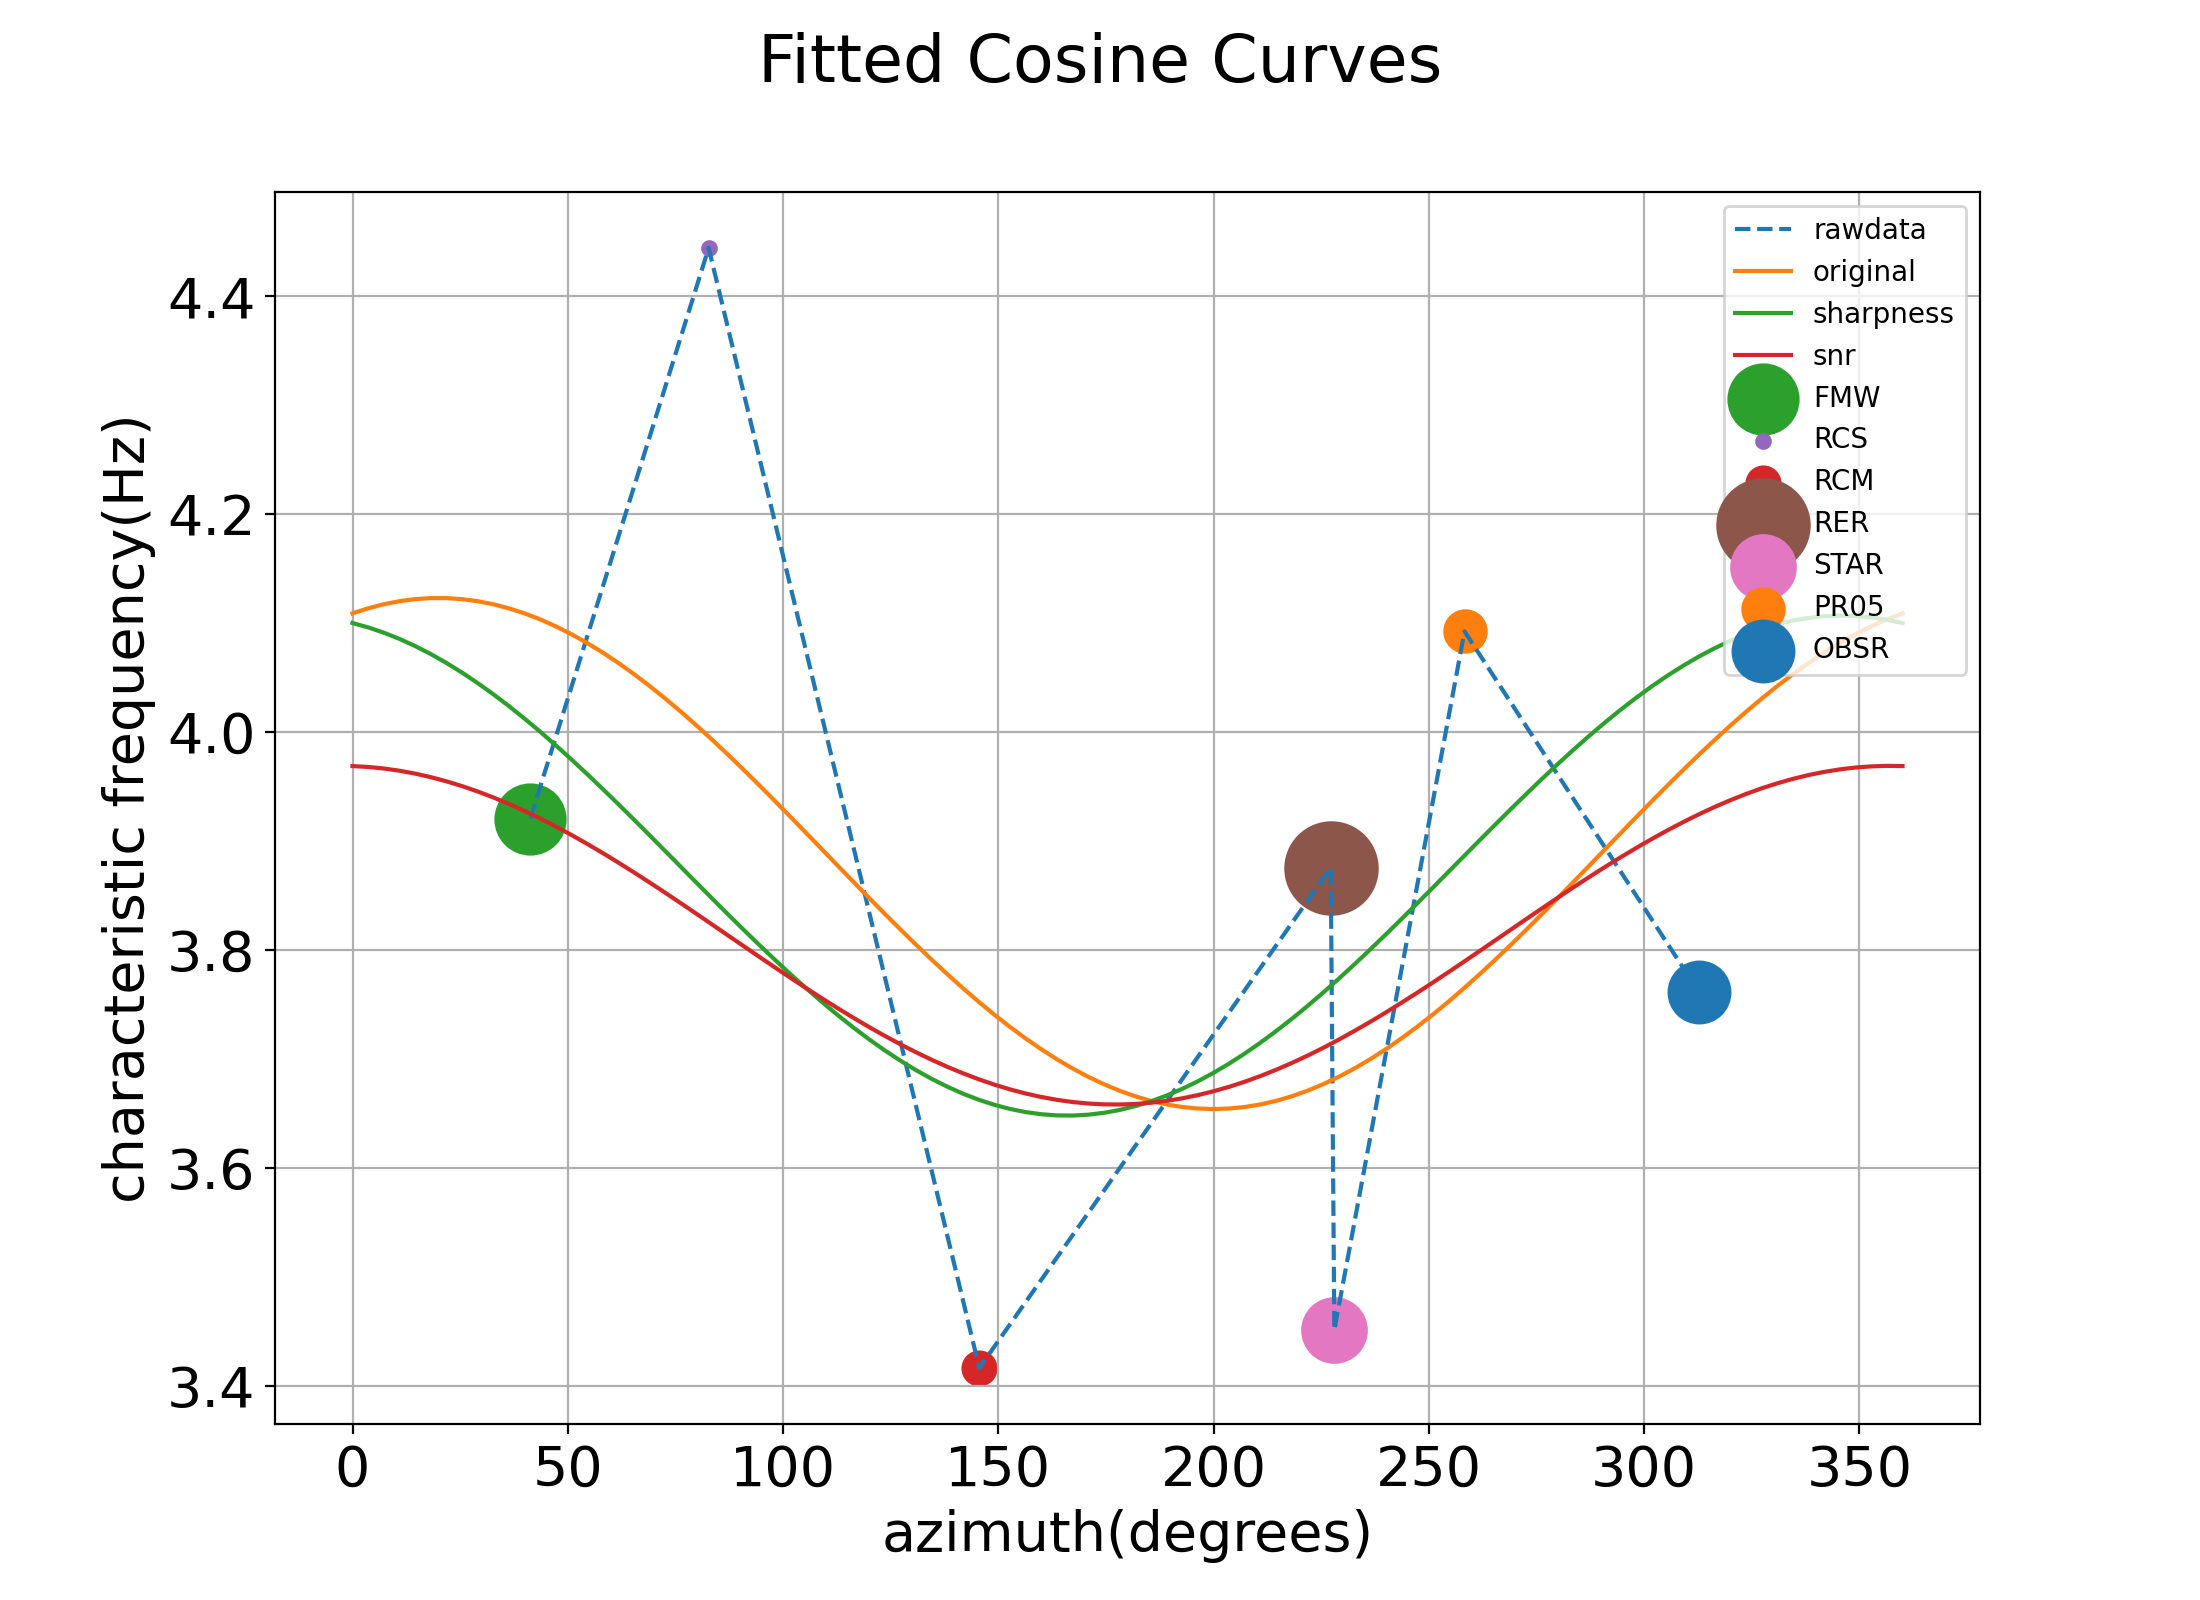 Fitted Cosine Curves
characteristic frequency(Hz)
4.4
4.2
4.0
3.8
3.6
3.4
0 50 100 150 200 250 300 350
azimuth(degrees)
rawdata
original
sharpness
snr
FMW
RCS
RCM
RER
STAR
PR05
OBSR